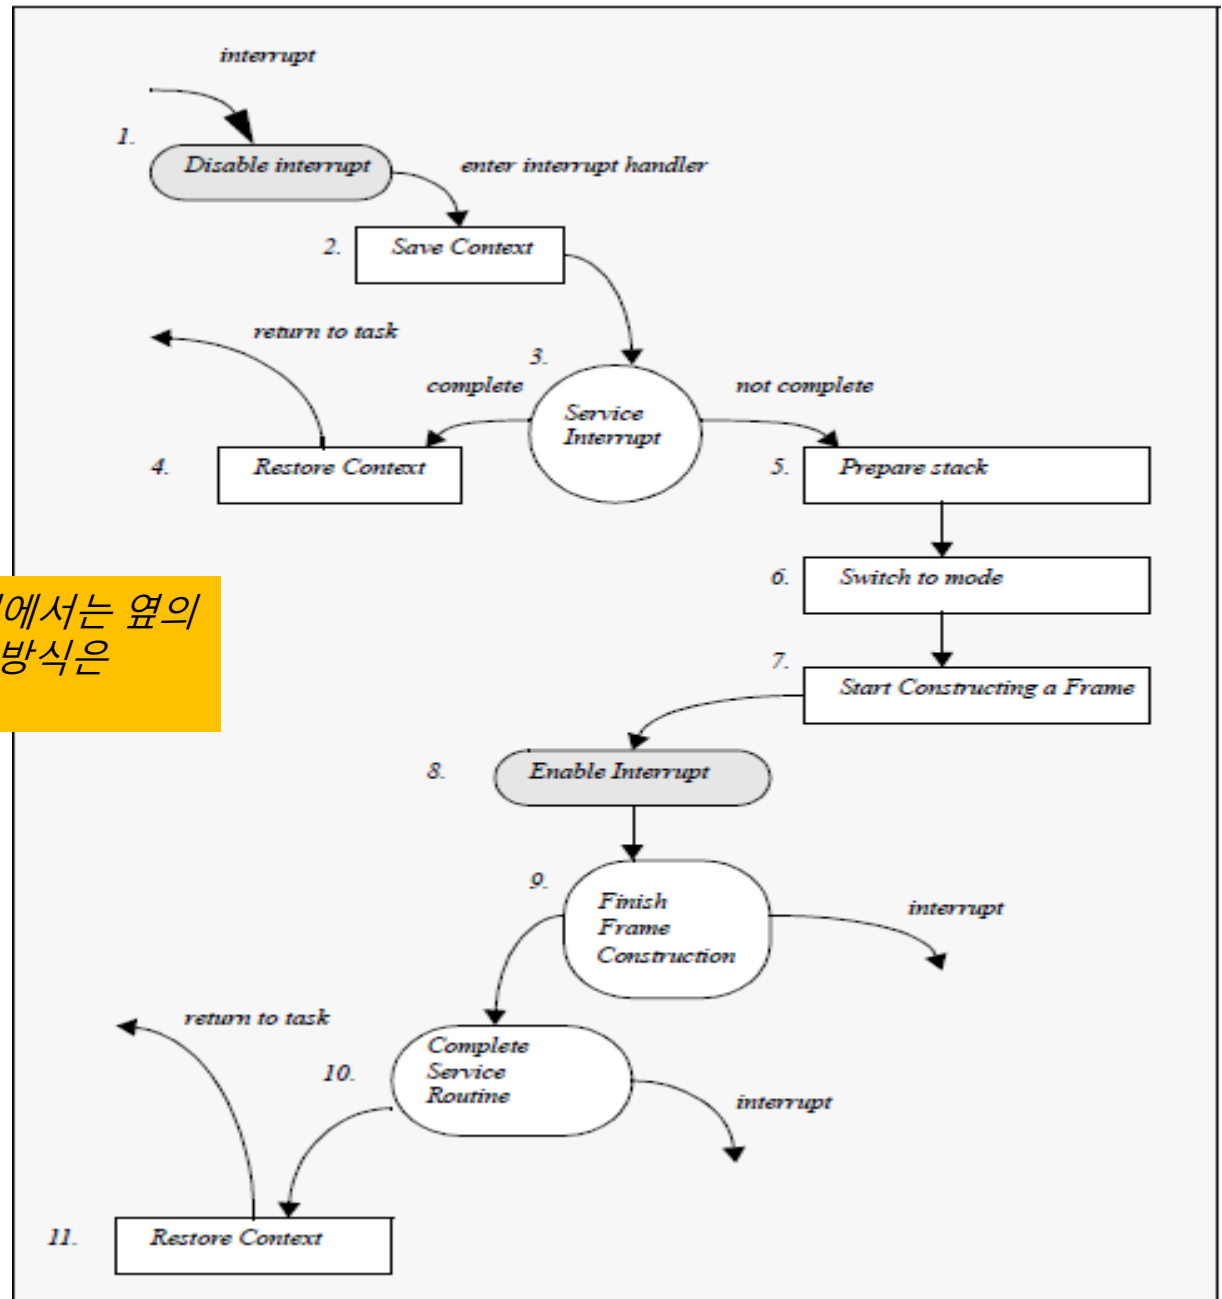 interrupt
1.
Disable interrupt
enter interrupt handler
2.
Save Context
return to task
3.
complete
not complete
Service
Interrupt
4.
Restore Context
5.
Prepare stack
6.
Switch to mode
에서는 옆의
방식은
7.
Start Constructing a Frame
8.
Enable Interrupt
9.
Finish
Frame
Construction
interrupt
return to task
10.
Complete
Service
Routine
interrupt
11.
Restore Context